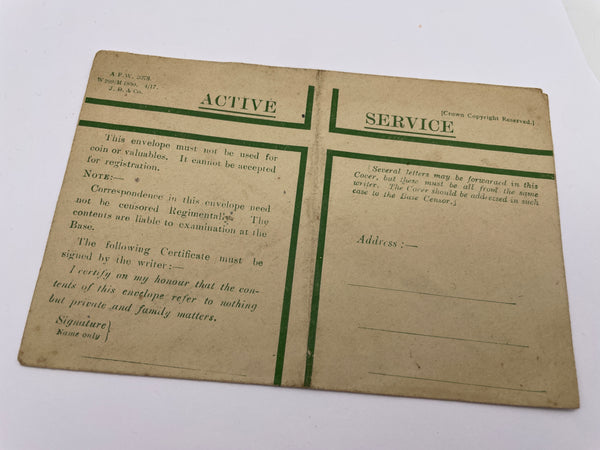 A.F.W. 3078.
4/17.
J. B. & Co.
ACTIVE
This envelope must not be used for
coin or valuables. It cannot be accepted
for registration.
NOTE:—
Correspondence in this envelope need
not be censored Regimentally. The
contents are liable to examination at the
Base.
The following Certificate must be
signed by the writer:—
I certify on my honour that the con-
tents of this envelope refer to nothing
but private and family matters.
Signature
Name only
[Crown Copyright Reserved.]
SERVICE
[Several letters may be forwarded in this
Cover, but these must be all from the same
writer. The Cover should be addressed in such
case to the Base Censor.]
Address:—